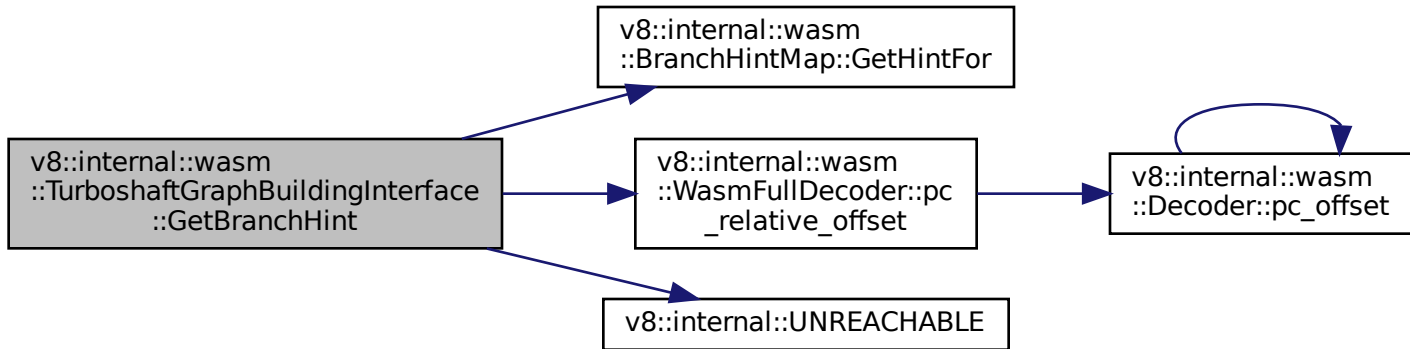 v8::internal::wasm
::BranchHintMap::GetHintFor
v8::internal::wasm
::TurboshaftGraphBuildingInterface
::GetBranchHint
v8::internal::wasm
::WasmFullDecoder::pc
_relative_offset
v8::internal::wasm
::Decoder::pc_offset
v8::internal::UNREACHABLE